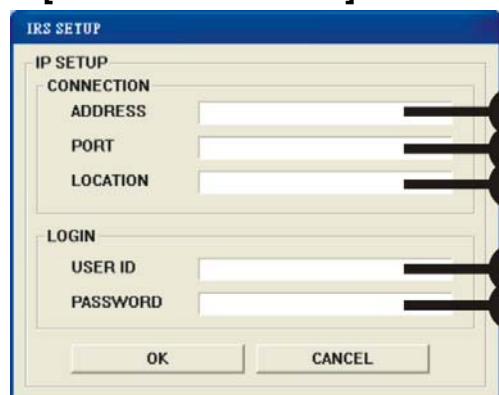 IRS SETUP
IP SETUP
CONNECTION
ADDRESS
PORT
LOCATION
LOGIN
USER ID
PASSWORD
OK CANCEL